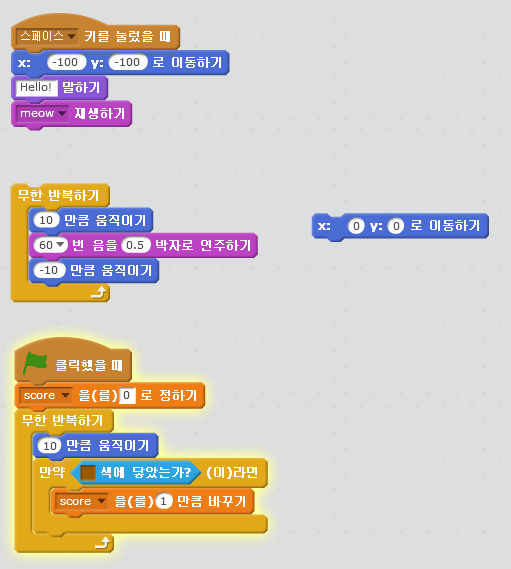 스페이스 키를 눌렀을 때
x: -100 y: -100 로 이동하기
Hello! 말하기
meow 재생하기
무한 반복하기
10 만큼 움직이기
60 번 음을 0.5 박자로 연주하기
-10 만큼 움직이기
x: 0 y: 0 로 이동하기
클릭했을 때
score 을(를) 0 로 정하기
무한 반복하기
10 만큼 움직이기
만약 색에 닿았는가? (이)라면
score 을(를) 1 만큼 바꾸기